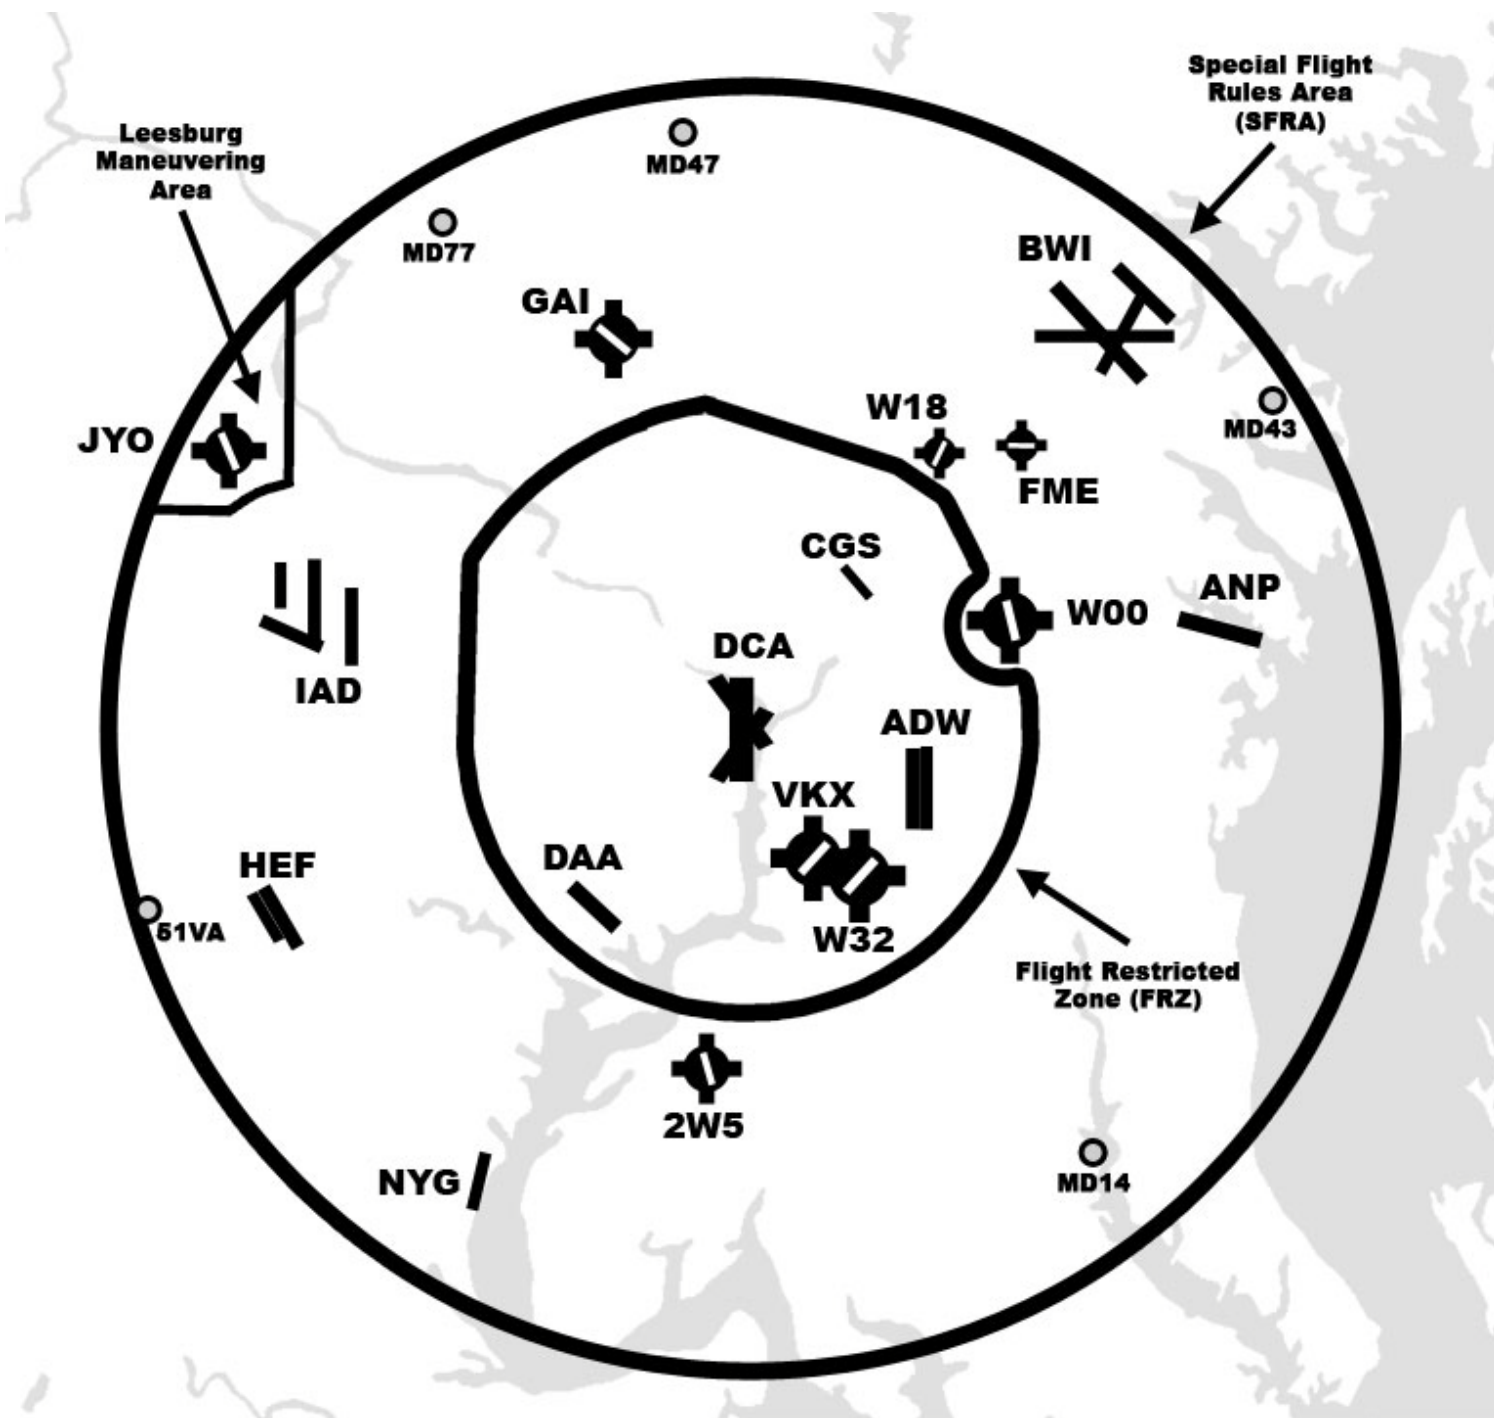 Special Flight
Rules Area
(SFRA)
Leesburg
Maneuvering
Area
MD47
MD77
BWI
GAI
W18
MD43
JYO
FME
CGS
ANP
W00
DCA
IAD
ADW
VKX
DAA
HEF
51VA
W32
Flight Restricted
Zone (FRZ)
2W5
NYG
MD14